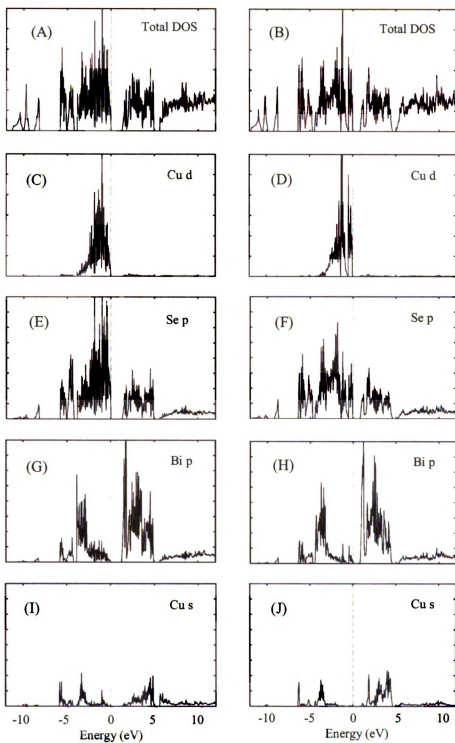 (A) Total DOS
(B) Total DOS
(C) Cu d
(D) Cu d
(E) Se p
(F) Se p
(G) Bi p
(H) Bi p
(I) Cu s
(J) Cu s
-10 -5 0 5 10
-10 -5 0 5 10
Energy (eV)
Energy (eV)